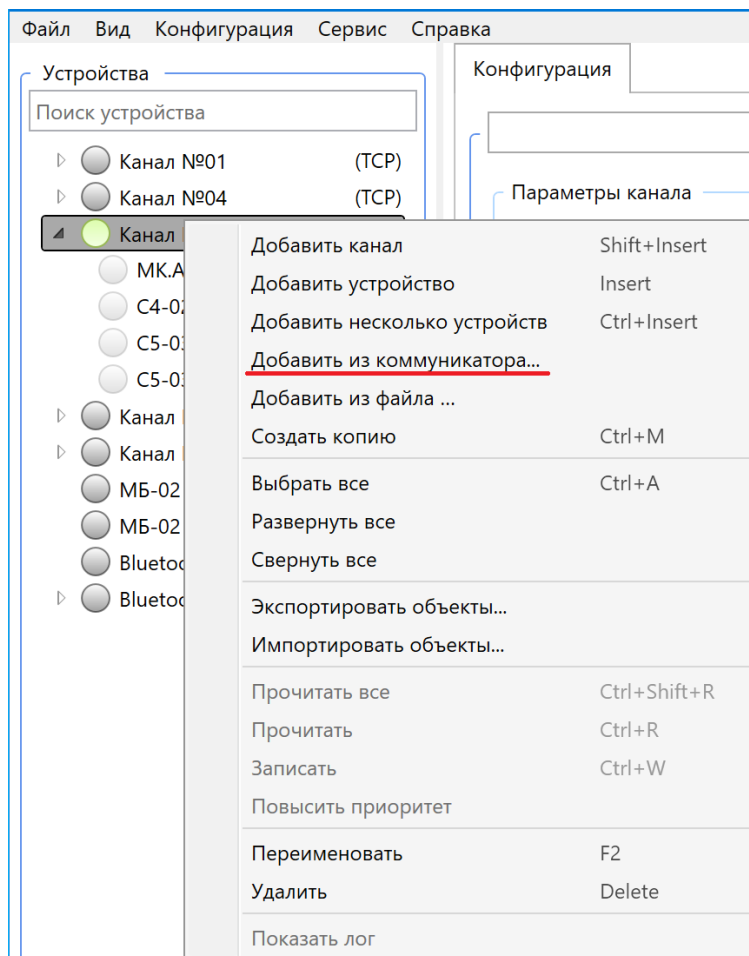 Файл Вид Конфигурация Сервис Справка
Устройства
Поиск устройства
Канал №01 (TCP)
Канал №04 (TCP)
Канал
МК.А
С4-02
С5-03
С5-03
Канал
Канал
МБ-02
МБ-02
Bluetoo
Bluetoo
Конфигурация
Параметры канала
Добавить канал Shift+Insert
Добавить устройство Insert
Добавить несколько устройств Ctrl+Insert
Добавить из коммуникатора...
Добавить из файла ...
Создать копию Ctrl+M
Выбрать все Ctrl+A
Развернуть все
Свернуть все
Экспортировать объекты...
Импортировать объекты...
Прочитать все Ctrl+Shift+R
Прочитать Ctrl+R
Записать Ctrl+W
Повысить приоритет
Переименовать F2
Удалить Delete
Показать лог